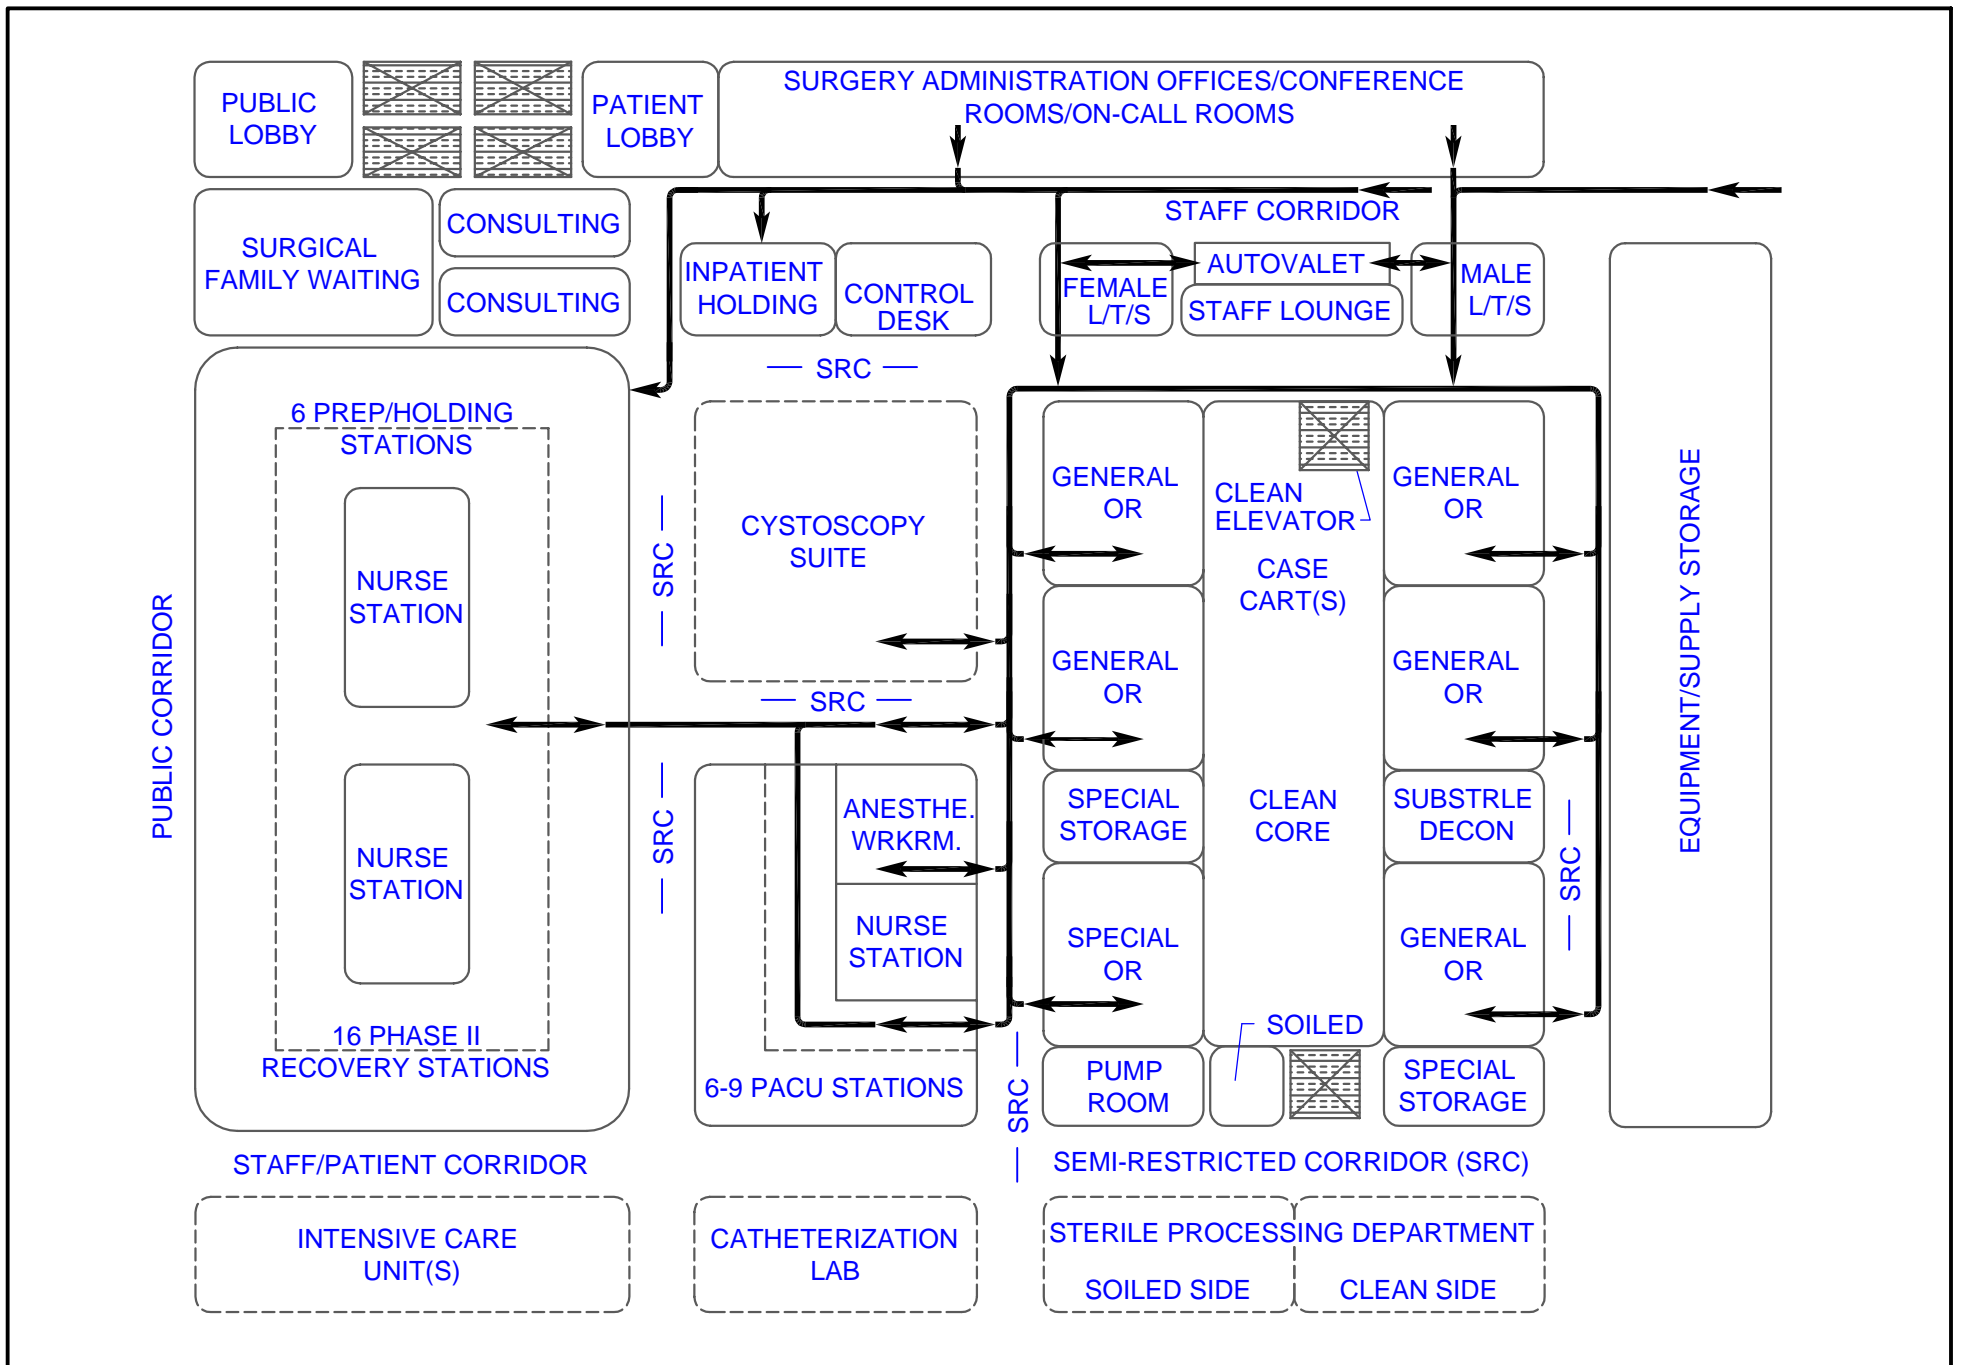 PUBLIC
LOBBY
PATIENT
LOBBY
SURGERY ADMINISTRATION OFFICES/CONFERENCE
ROOMS/ON-CALL ROOMS
STAFF CORRIDOR
SURGICAL
FAMILY WAITING
CONSULTING
CONSULTING
INPATIENT
HOLDING
CONTROL
DESK
FEMALE
L/T/S
AUTOVALET
STAFF LOUNGE
MALE
L/T/S
SRC
6 PREP/HOLDING
STATIONS
NURSE
STATION
NURSE
STATION
16 PHASE II
RECOVERY STATIONS
PUBLIC CORRIDOR
SRC
CYSTOSCOPY
SUITE
SRC
SRC
ANESTHE.
WRKRM.
NURSE
STATION
6-9 PACU STATIONS
SRC
GENERAL
OR
GENERAL
OR
SPECIAL
STORAGE
SPECIAL
OR
PUMP
ROOM
CLEAN
ELEVATOR
CASE
CART(S)
CLEAN
CORE
SOILED
GENERAL
OR
GENERAL
OR
SUBSTRLE
DECON
GENERAL
OR
SPECIAL
STORAGE
SRC
EQUIPMENT/SUPPLY STORAGE
STAFF/PATIENT CORRIDOR
SEMI-RESTRICTED CORRIDOR (SRC)
INTENSIVE CARE
UNIT(S)
CATHETERIZATION
LAB
STERILE PROCESSING DEPARTMENT
SOILED SIDE
CLEAN SIDE